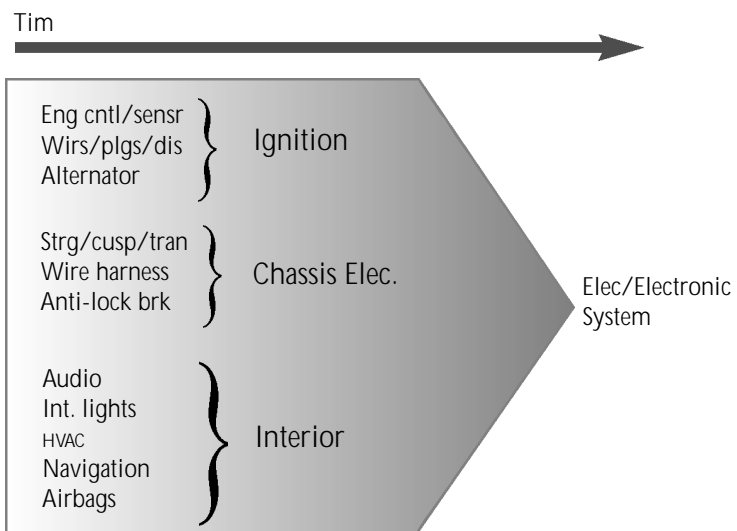 Tim
Eng cntl/sensr
Wirs/plgs/dis
Alternator
Ignition
Strg/cusp/tran
Wire harness
Anti-lock brk
Chassis Elec.
Audio
Int. lights
HVAC
Navigation
Airbags
Interior
Elec/Electronic
System